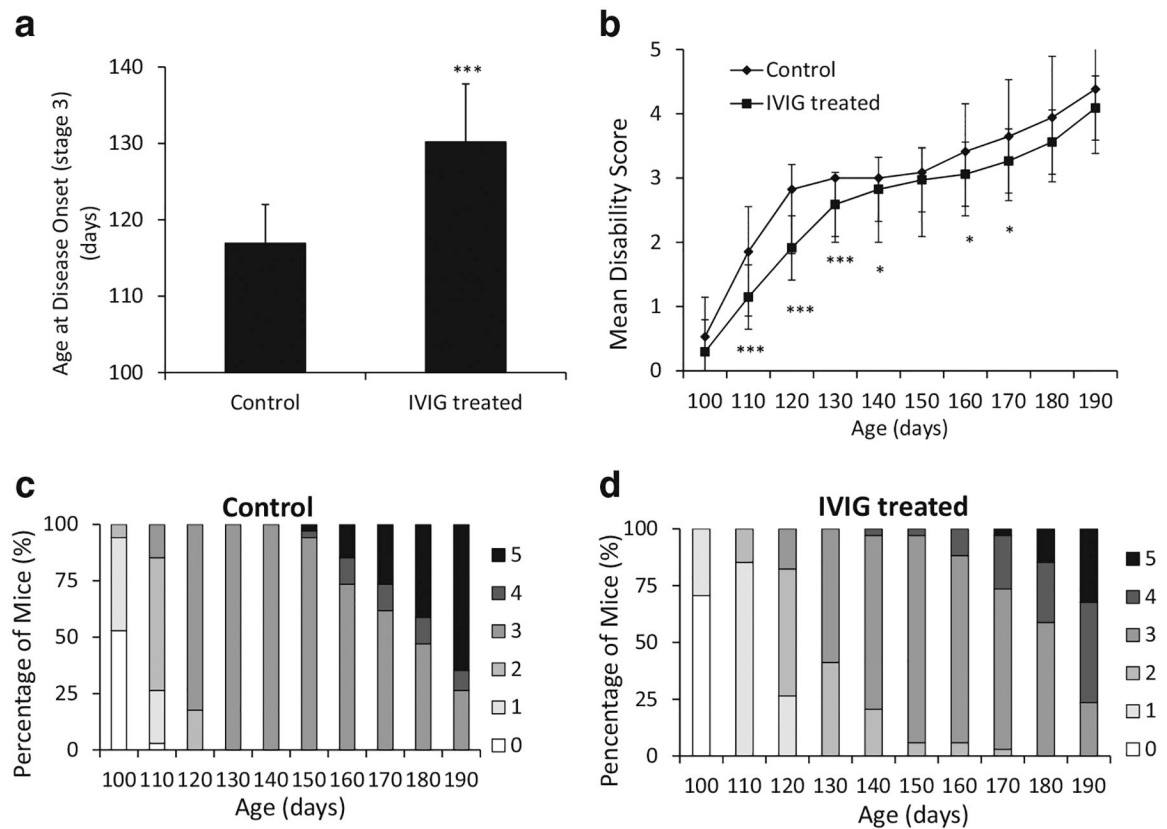 a
Age at Disease Onset (stage 3)
(days)
140
130
120
110
100
***
Control
IVIG treated
b
Mean Disability Score
5
4
3
2
1
0
Control
IVIG treated
***
***
***
*
*
*
100 110 120 130 140 150 160 170 180 190
Age (days)
c
Control
Percentage of Mice (%)
100
75
50
25
0
100 110 120 130 140 150 160 170 180 190
Age (days)
5
4
3
2
1
0
d
IVIG treated
Pencentage of Mice (%)
100
75
50
25
0
100 110 120 130 140 150 160 170 180 190
Age (days)
5
4
3
2
1
0